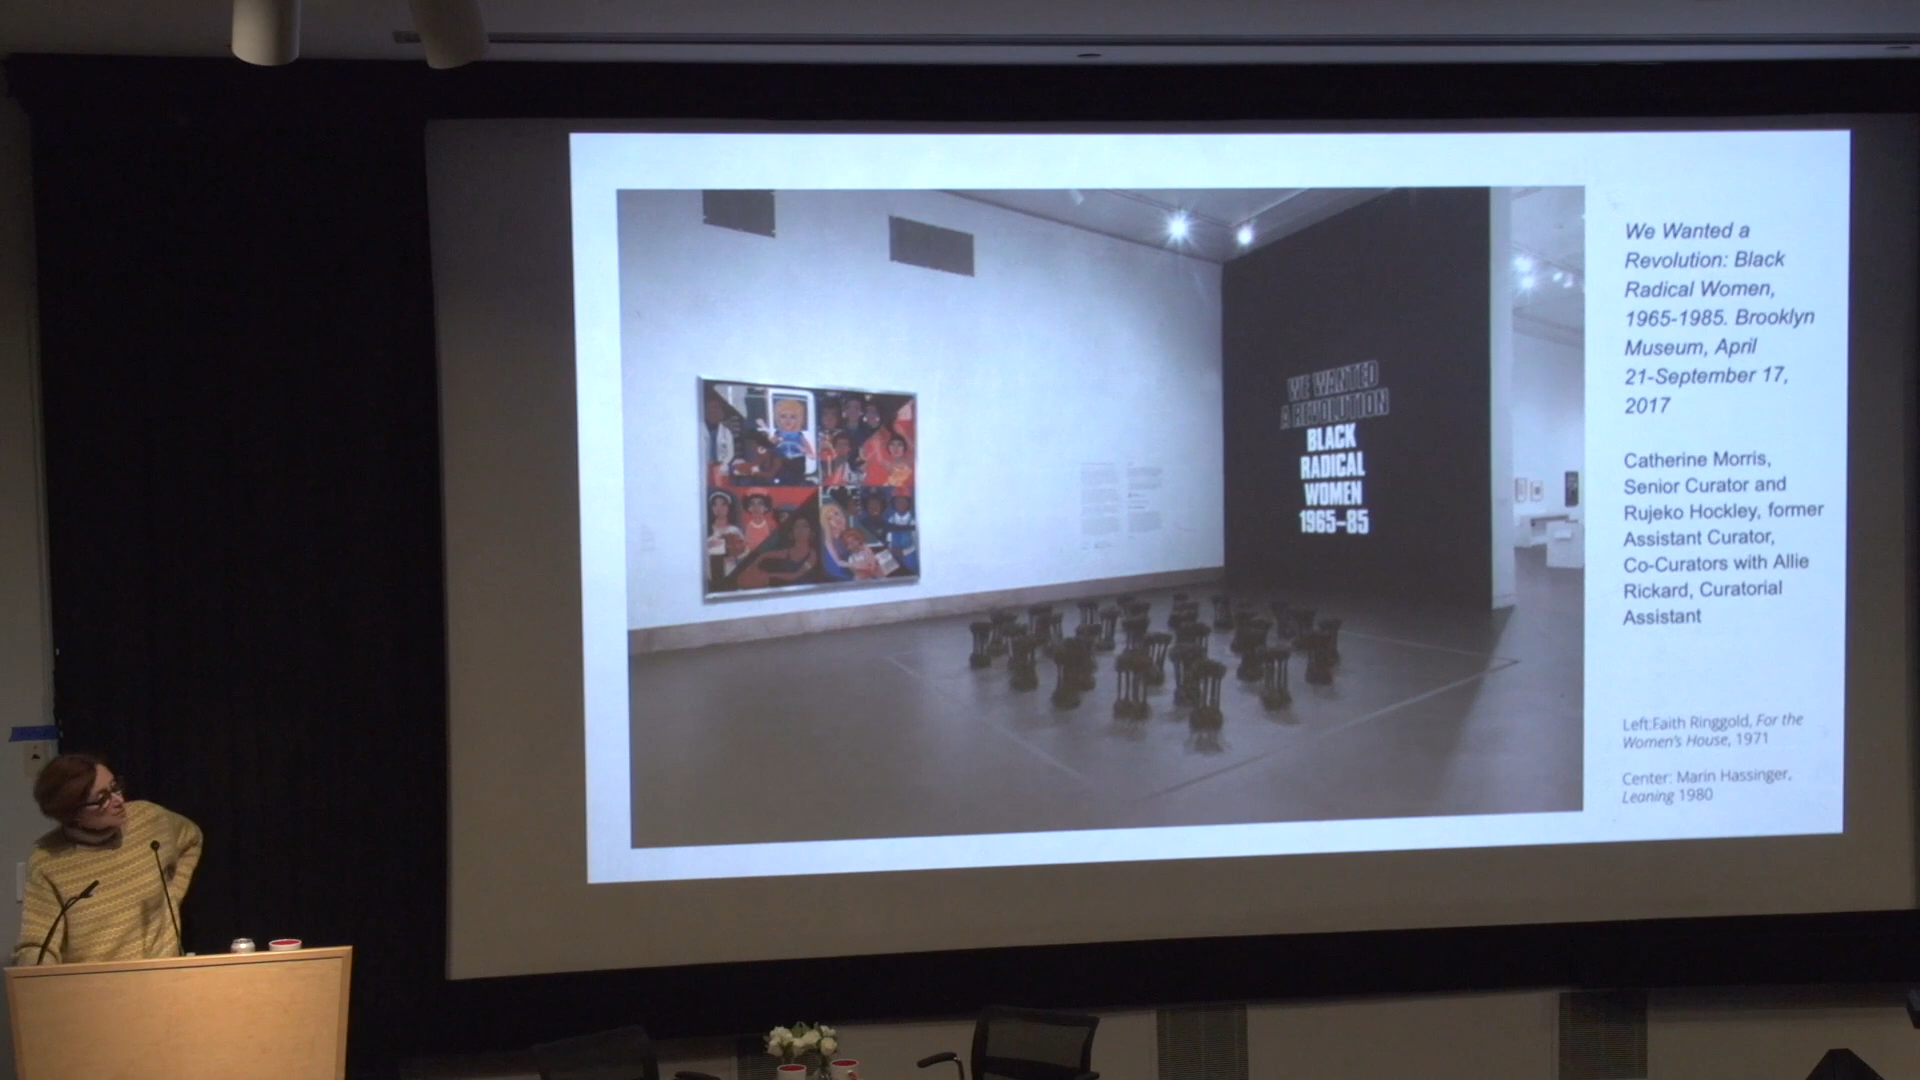 WE WANTED
A REVOLUTION
BLACK
RADICAL
WOMEN
1965–85
We Wanted a
Revolution: Black
Radical Women,
1965-1985. Brooklyn
Museum, April
21-September 17,
2017
Catherine Morris,
Senior Curator and
Rujeko Hockley, former
Assistant Curator,
Co-Curators with Allie
Rickard, Curatorial
Assistant
Left:Faith Ringgold, For the
Women's House, 1971
Center: Marin Hassinger,
Leaning 1980